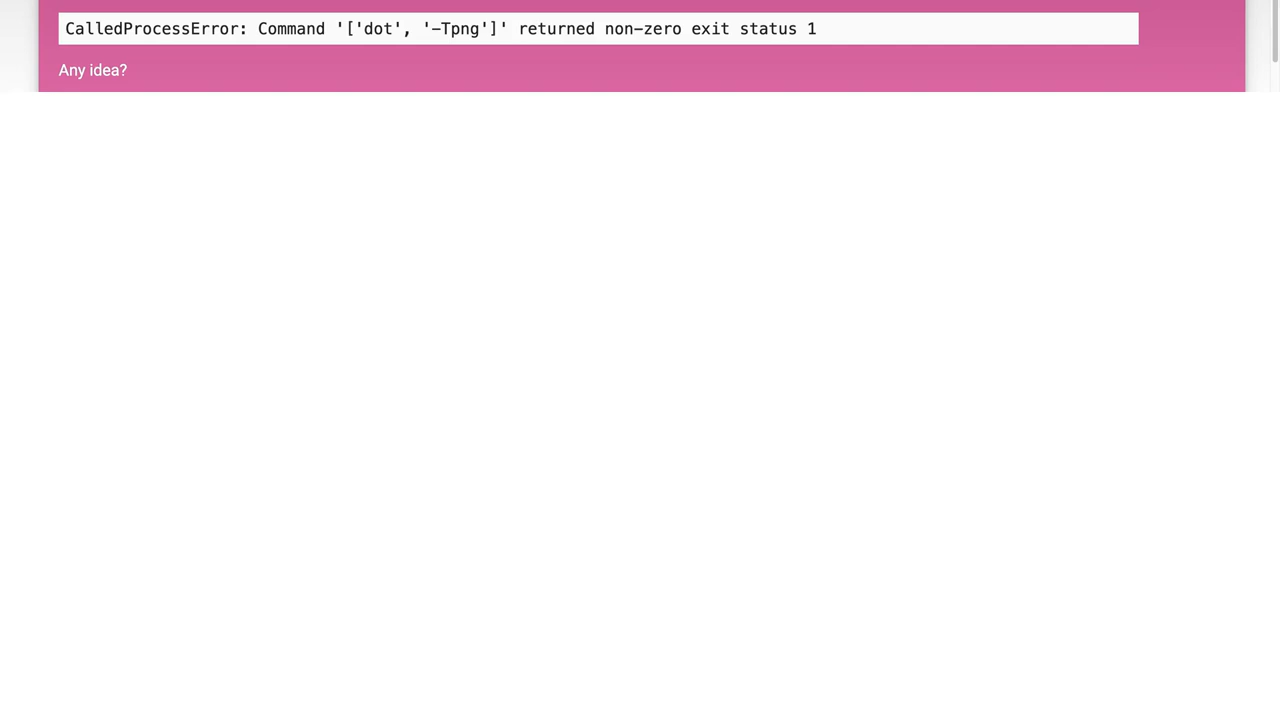 CalledProcessError: Command '['dot', '-Tpng']' returned non-zero exit status 1
Any idea?